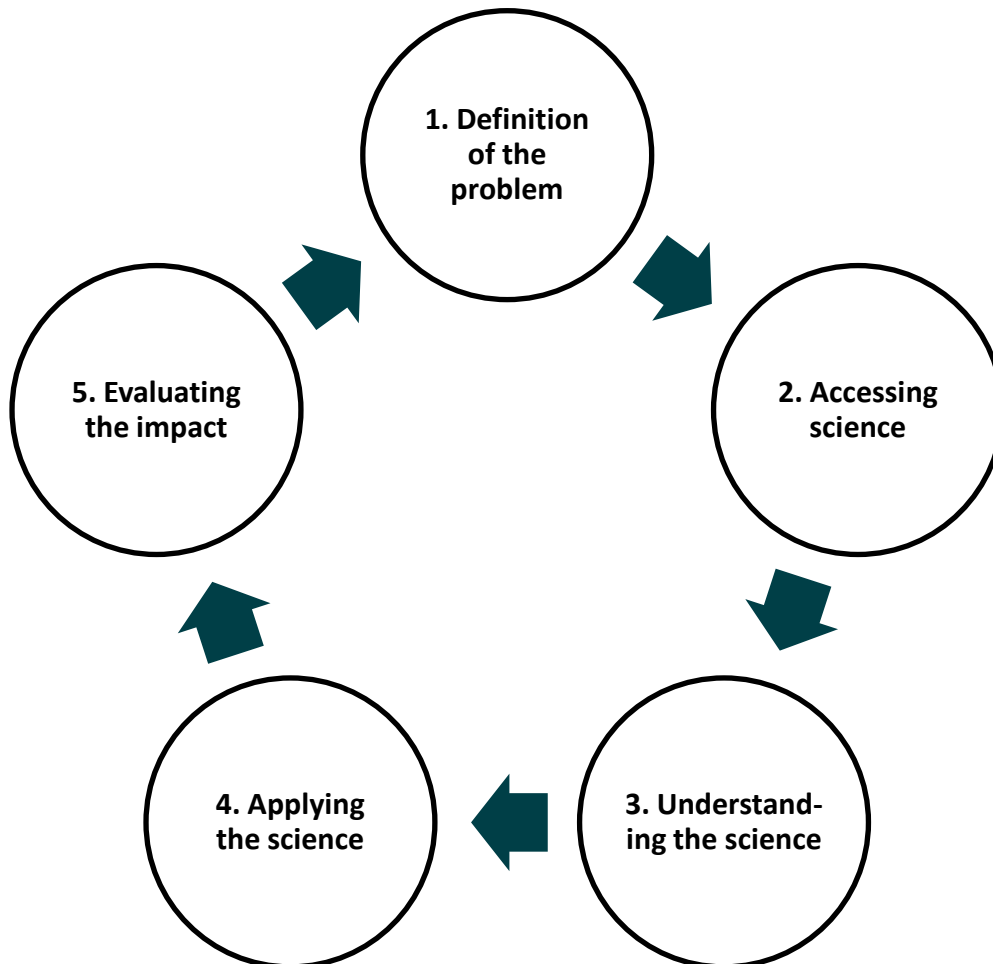 1. Definition
of the
problem
2. Accessing
science
3. Understand-
ing the science
4. Applying
the science
5. Evaluating
the impact